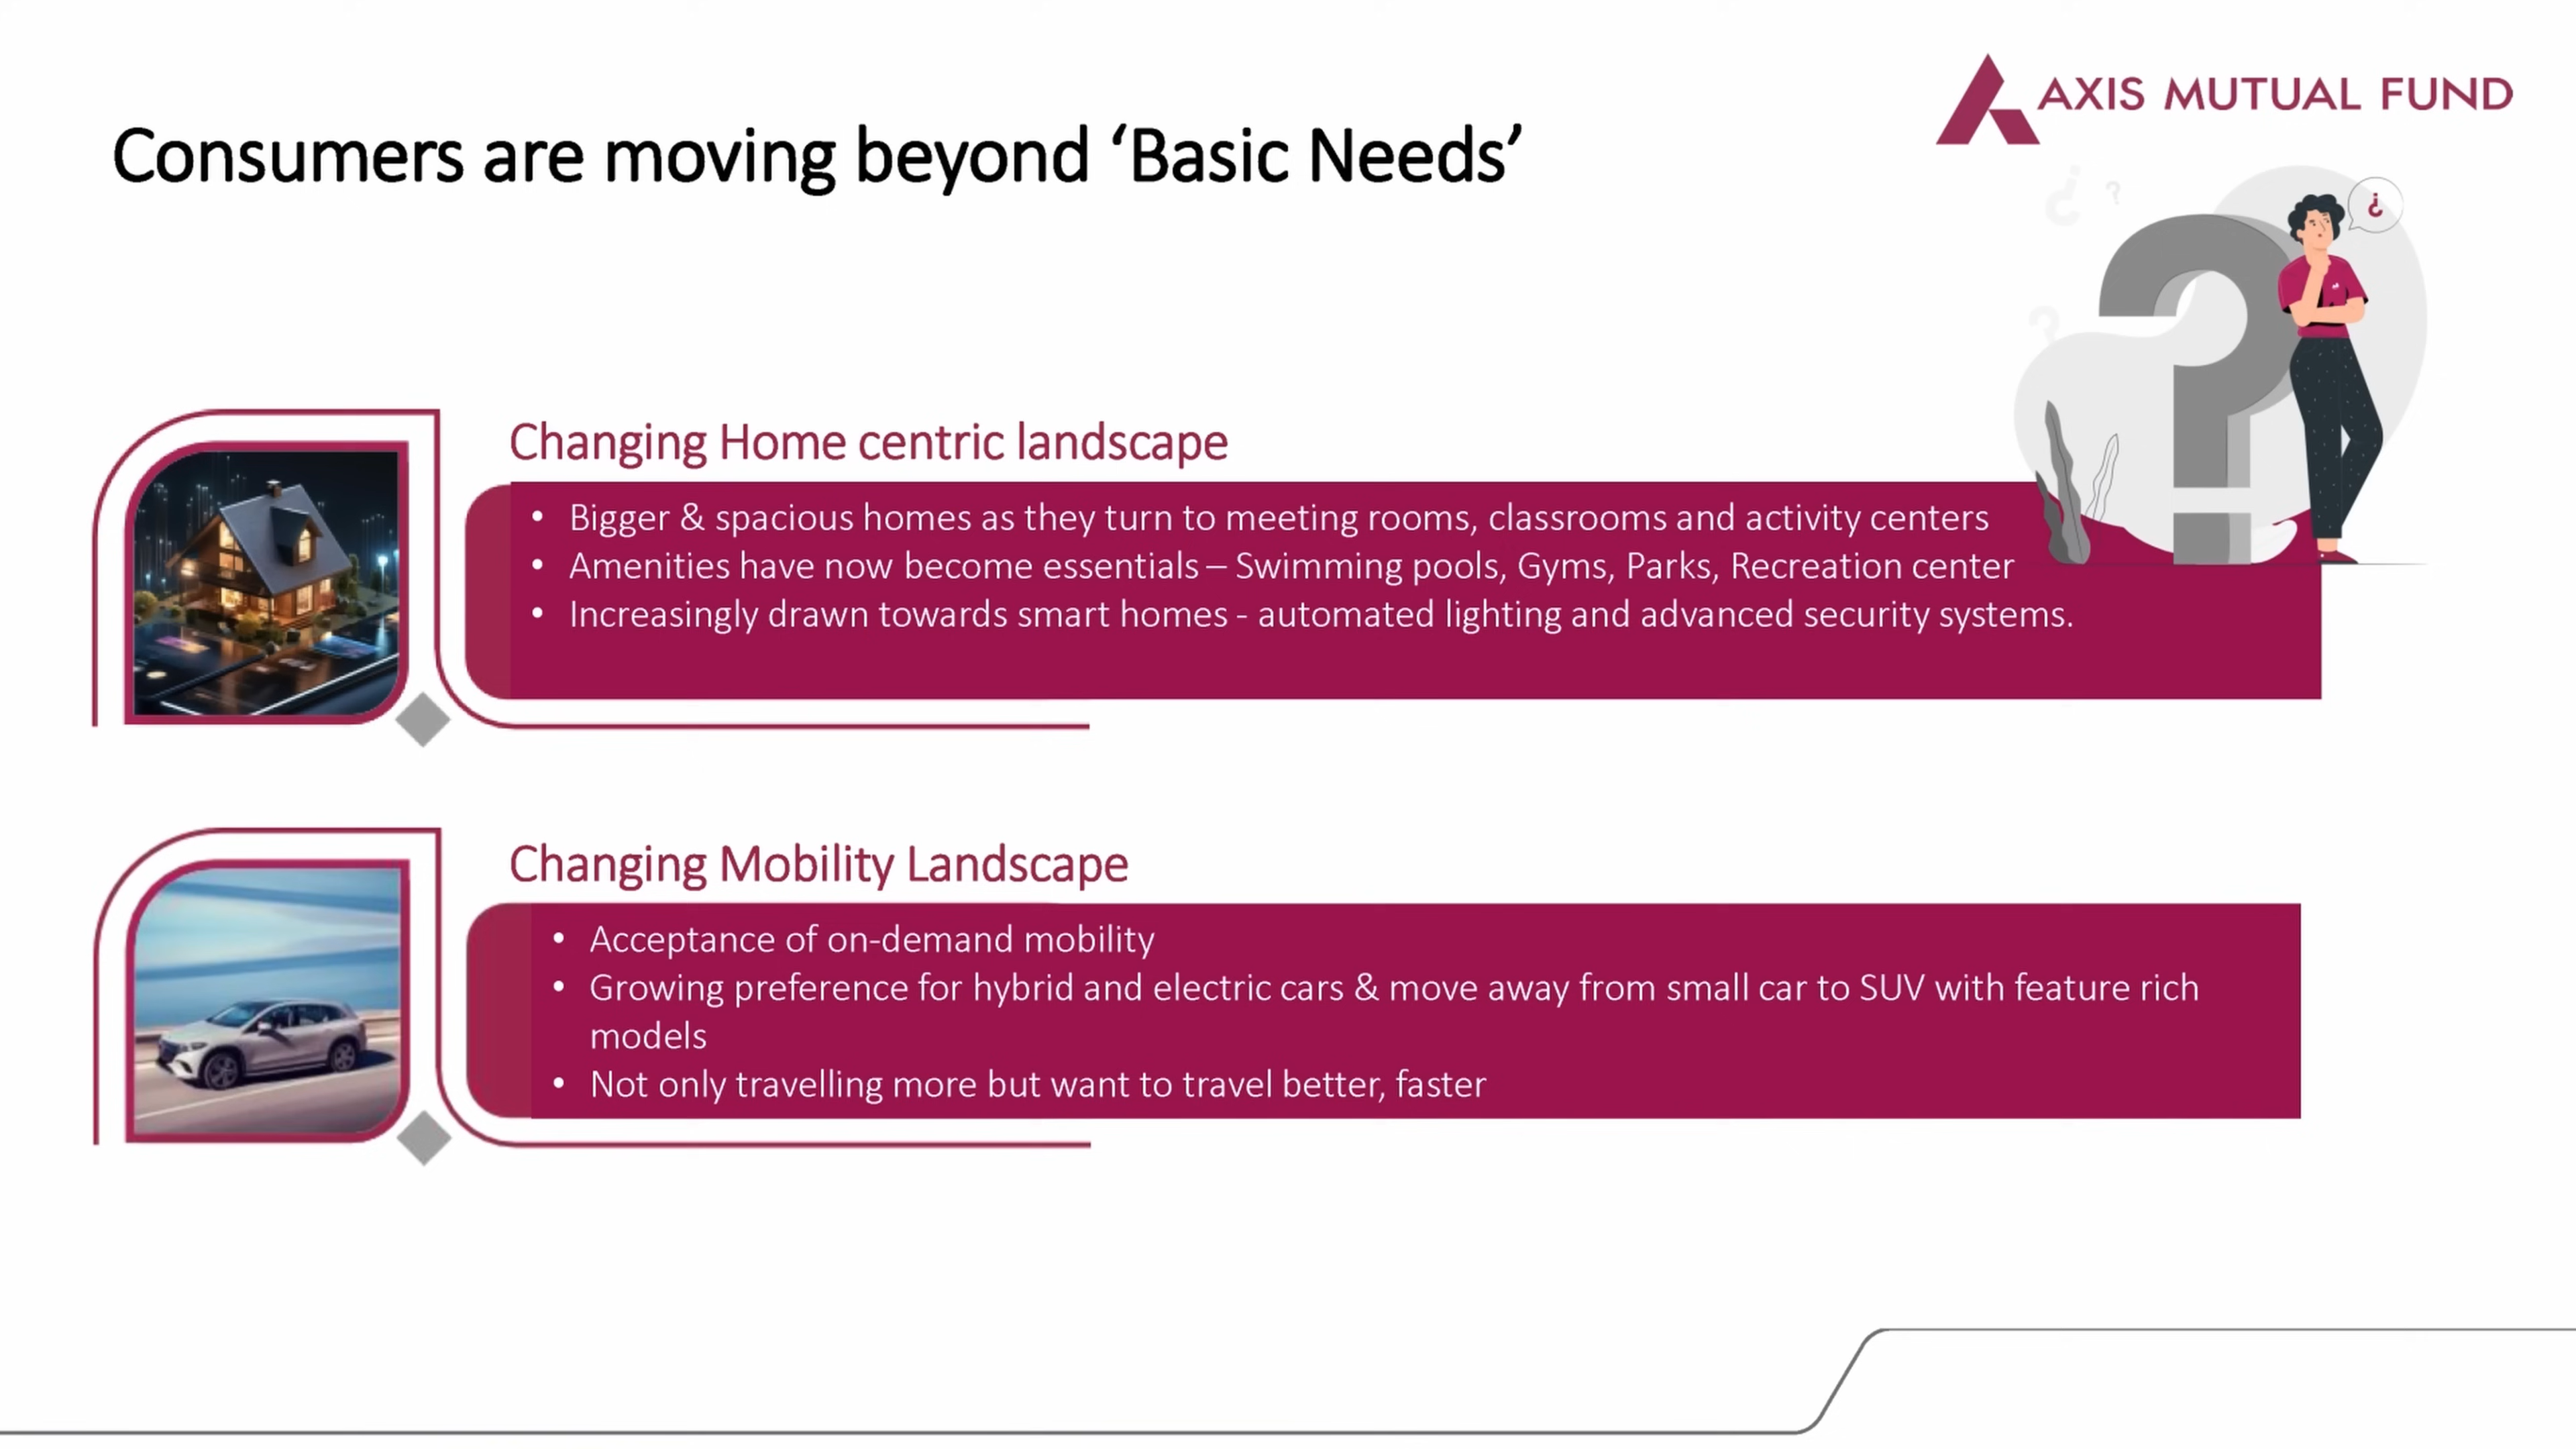 AXIS MUTUAL FUND
Consumers are moving beyond ‘Basic Needs’
Changing Home centric landscape
• Bigger & spacious homes as they turn to meeting rooms, classrooms and activity centers
• Amenities have now become essentials – Swimming pools, Gyms, Parks, Recreation center
• Increasingly drawn towards smart homes - automated lighting and advanced security systems.
Changing Mobility Landscape
• Acceptance of on-demand mobility
• Growing preference for hybrid and electric cars & move away from small car to SUV with feature rich
models
• Not only travelling more but want to travel better, faster